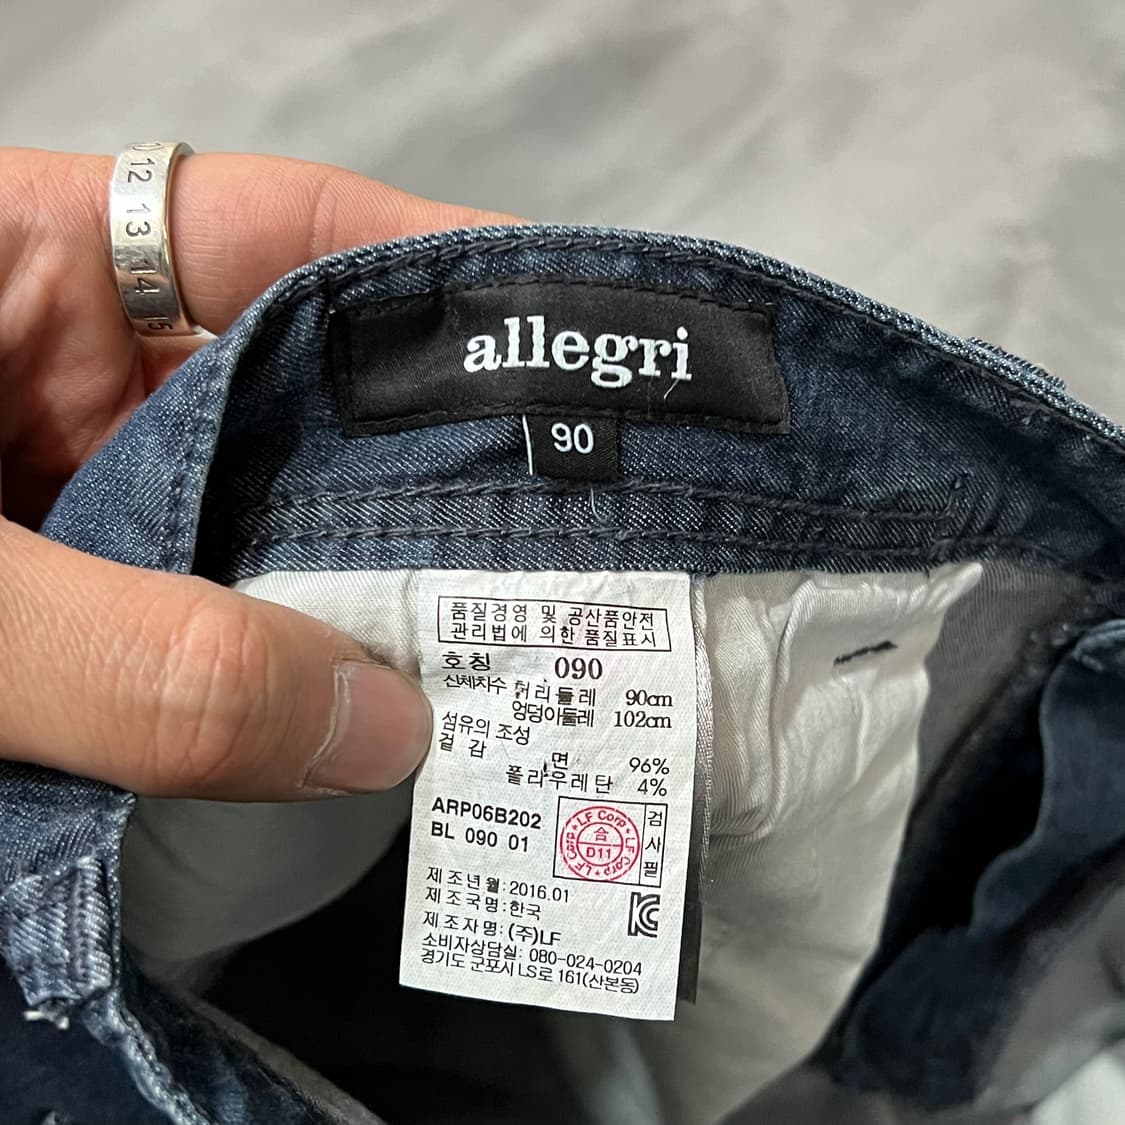 12
13
14
15
allegri
90
품질경영 및 공산품안전
관리법에 의한 품질표시
호칭 090
신체치수 허리둘레 90cm
엉덩이둘레 102cm
섬유의 조성
겉 감
면 96%
폴리우레탄 4%
ARP06B202
BL 090 01
LF Corp LF Corp LF Corp
合
D11
검
사
필
제조년월:2016.01
제조국명:한국
제조자명:(주)LF
소비자상담실: 080-024-0204
경기도 군포시 LS로 161(산본동)